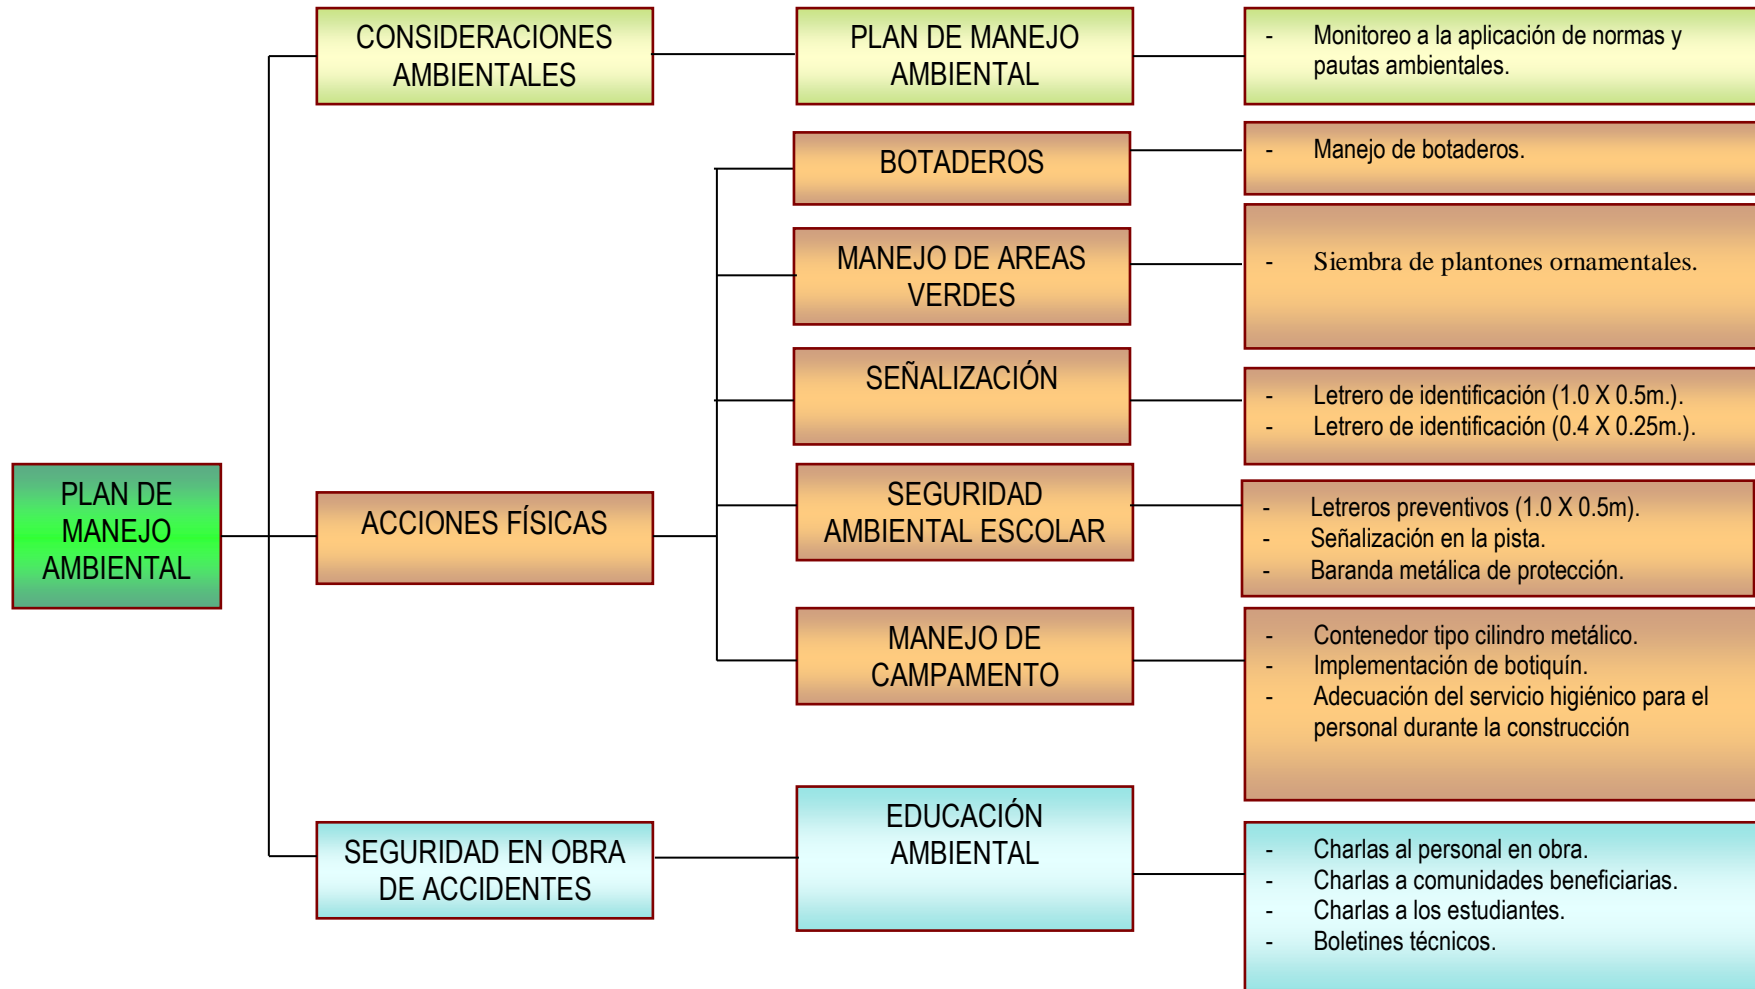 CONSIDERACIONES
AMBIENTALES
PLAN DE MANEJO
AMBIENTAL
- Monitoreo a la aplicación de normas y
pautas ambientales.
BOTADEROS
- Manejo de botaderos.
MANEJO DE AREAS
VERDES
- Siembra de plantones ornamentales.
SEÑALIZACIÓN
- Letrero de identificación (1.0 X 0.5m.).
- Letrero de identificación (0.4 X 0.25m.).
PLAN DE
MANEJO
AMBIENTAL
ACCIONES FÍSICAS
SEGURIDAD
AMBIENTAL ESCOLAR
- Letreros preventivos (1.0 X 0.5m).
- Señalización en la pista.
- Baranda metálica de protección.
MANEJO DE
CAMPAMENTO
- Contenedor tipo cilindro metálico.
- Implementación de botiquín.
- Adecuación del servicio higiénico para el
personal durante la construcción
SEGURIDAD EN OBRA
DE ACCIDENTES
EDUCACIÓN
AMBIENTAL
- Charlas al personal en obra.
- Charlas a comunidades beneficiarias.
- Charlas a los estudiantes.
- Boletines técnicos.